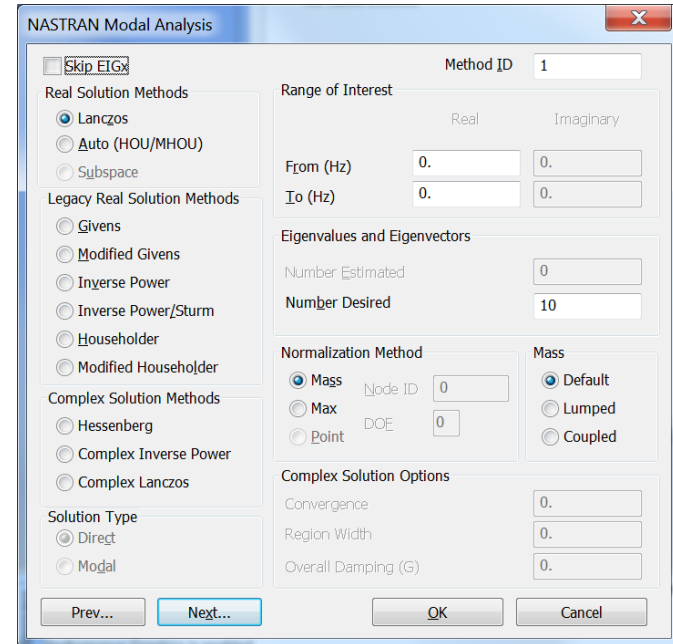 NASTRAN Modal Analysis
X
Skip EIGx
Method ID 1
Real Solution Methods
Lanczos
Auto (HOU/MHOU)
Subspace
Legacy Real Solution Methods
Givens
Modified Givens
Inverse Power
Inverse Power/Sturm
Householder
Modified Householder
Complex Solution Methods
Hessenberg
Complex Inverse Power
Complex Lanczos
Solution Type
Direct
Modal
Range of Interest
Real Imaginary
From (Hz) 0. 0.
To (Hz) 0. 0.
Eigenvalues and Eigenvectors
Number Estimated 0
Number Desired 10
Normalization Method
Mass Node ID 0
Max DOF 0
Point
Mass
Default
Lumped
Coupled
Complex Solution Options
Convergence 0.
Region Width 0.
Overall Damping (G) 0.
Prev... Next... OK Cancel